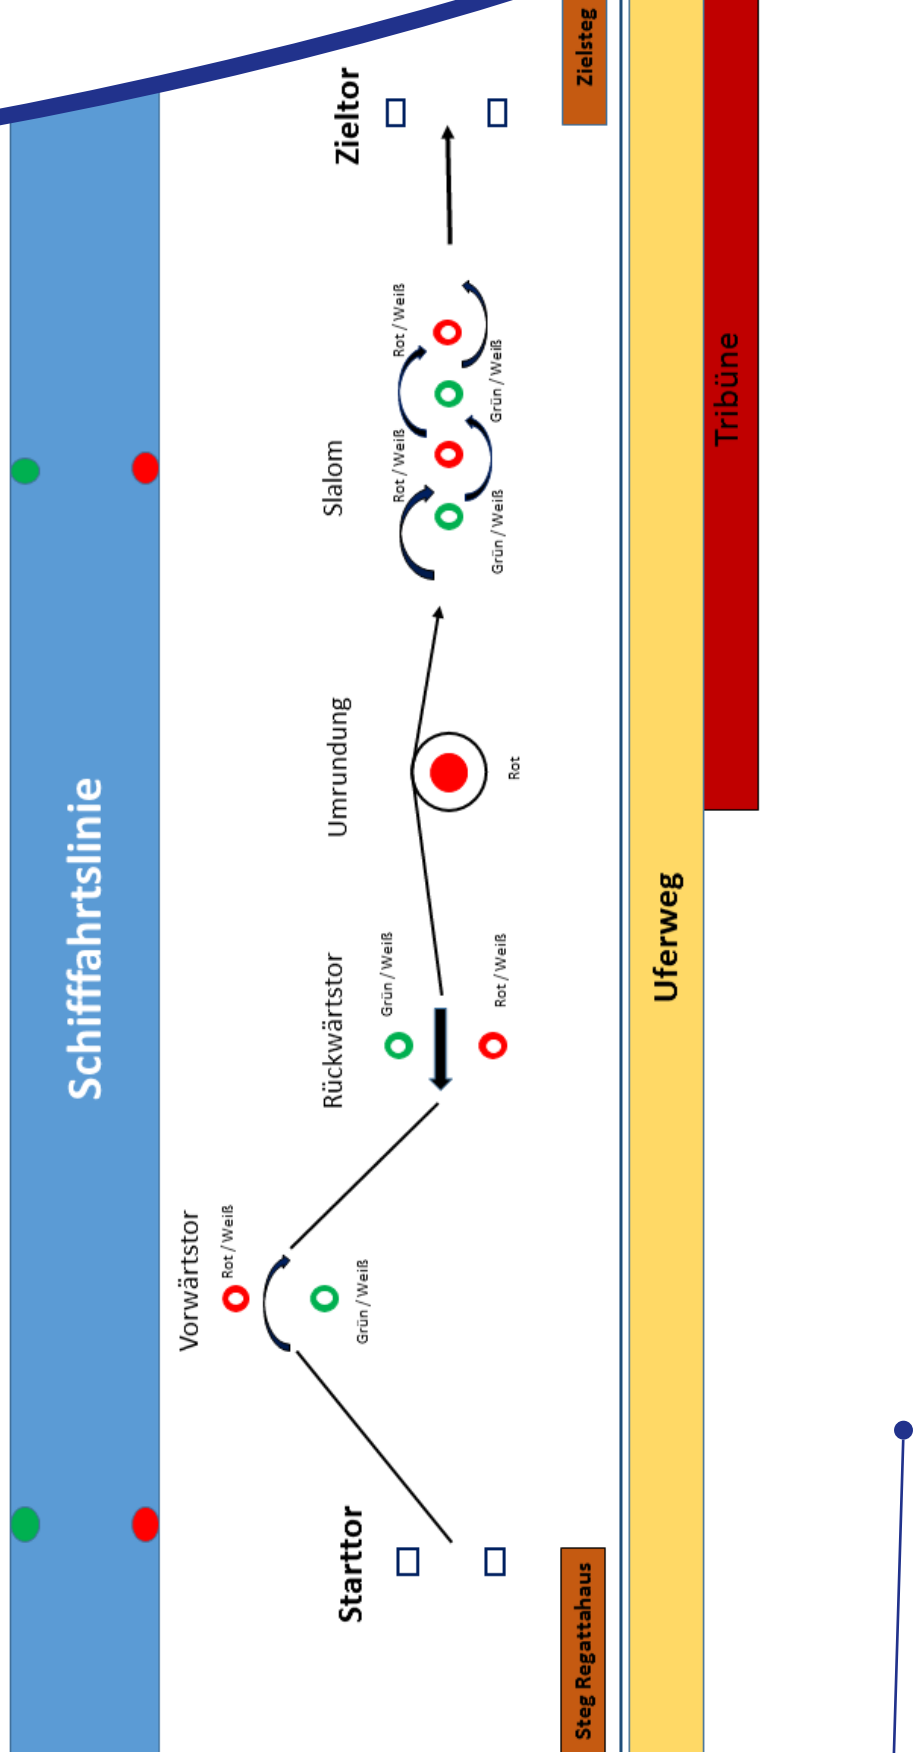 Schifffahrtslinie
Vorwärtstor
Rot / Weiß
Grün / Weiß
Starttor
Rückwärtstor
Grün / Weiß
Rot / Weiß
Umrundung
Rot
Slalom
Rot / Weiß
Rot / Weiß
Grün / Weiß
Grün / Weiß
Zieltor
Steg Regattahaus
Zielsteg
Uferweg
Tribüne